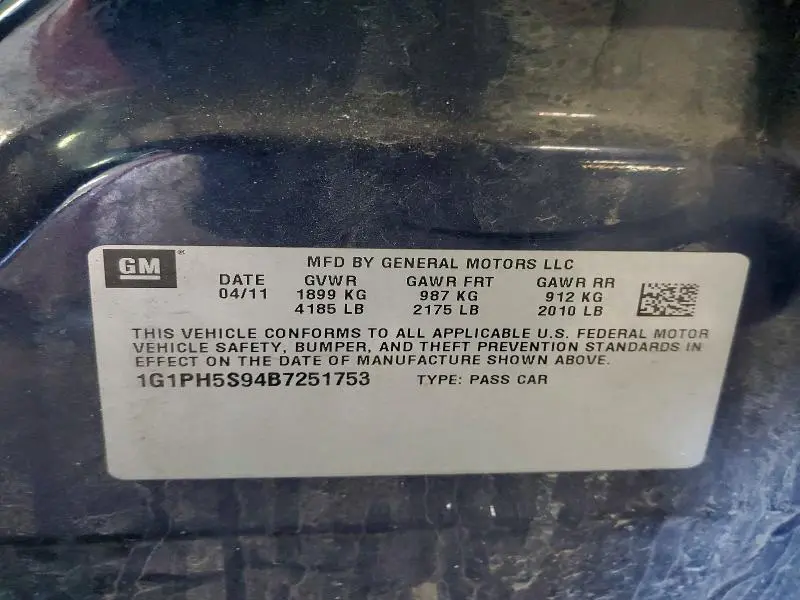 GM®
MFD BY GENERAL MOTORS LLC
DATE GVWR GAWR FRT GAWR RR
04/11 1899 KG 987 KG 912 KG
4185 LB 2175 LB 2010 LB
THIS VEHICLE CONFORMS TO ALL APPLICABLE U.S. FEDERAL MOTOR
VEHICLE SAFETY, BUMPER, AND THEFT PREVENTION STANDARDS IN
EFFECT ON THE DATE OF MANUFACTURE SHOWN ABOVE.
1G1PH5S94B7251753 TYPE: PASS CAR